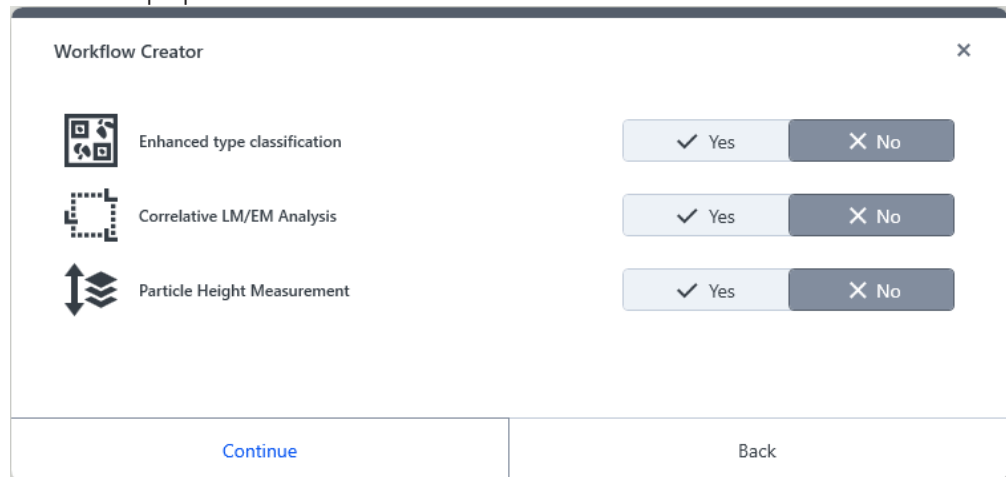 Workflow Creator
Enhanced type classification
Yes
No
Correlative LM/EM Analysis
Yes
No
Particle Height Measurement
Yes
No
Continue
Back